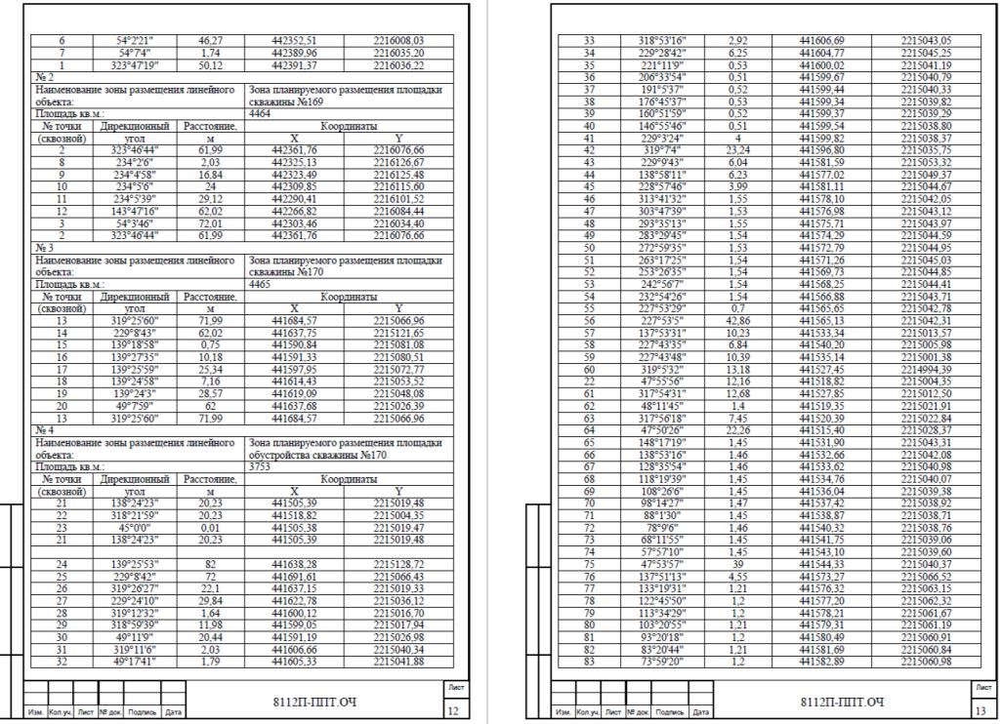 6 54°2'21" 46,27 442352,51 2216008,03
7 54°7'4" 1,74 442389,96 2216035,20
1 323°47'19" 50,12 442391,37 2216036,22
№ 2
Наименование зоны размещения линейного объекта: Зона планируемого размещения площадки скважины №169
Площадь кв.м.: 4464
№ точки (сквозной) Дирекционный угол Расстояние, м Координаты
X Y
2 323°46'44" 61,99 442361,76 2216076,66
8 234°2'6" 2,03 442325,13 2216126,67
9 234°4'58" 16,84 442323,49 2216125,48
10 234°5'6" 24 442309,85 2216115,60
11 234°5'39" 29,12 442290,41 2216101,52
12 143°47'16" 62,02 442266,82 2216084,44
3 54°3'46" 72,01 442303,46 2216034,40
2 323°46'44" 61,99 442361,76 2216076,66
№ 3
Наименование зоны размещения линейного объекта: Зона планируемого размещения площадки скважины №170
Площадь кв.м.: 4465
№ точки (сквозной) Дирекционный угол Расстояние, м Координаты
X Y
13 319°25'60" 71,99 441684,57 2215066,96
14 229°8'43" 62,02 441637,75 2215121,65
15 139°18'58" 0,75 441590,84 2215081,08
16 139°27'35" 10,18 441591,33 2215080,51
17 139°25'59" 25,34 441597,95 2215072,77
18 139°24'58" 7,16 441614,43 2215053,52
19 139°24'3" 28,57 441619,09 2215048,08
20 49°7'59" 62 441637,68 2215026,39
13 319°25'60" 71,99 441684,57 2215066,96
№ 4
Наименование зоны размещения линейного объекта: Зона планируемого размещения площадки обустройства скважины №170
Площадь кв.м.: 3753
№ точки (сквозной) Дирекционный угол Расстояние, м Координаты
X Y
21 138°24'23" 20,23 441505,39 2215019,48
22 318°21'59" 20,23 441518,82 2215004,35
23 45°0'0" 0,01 441505,38 2215019,47
21 138°24'23" 20,23 441505,39 2215019,48
24 139°25'53" 82 441638,28 2215128,72
25 229°8'42" 72 441691,61 2215066,43
26 319°26'27" 22,1 441637,15 2215019,33
27 229°24'10" 29,84 441622,78 2215036,12
28 319°12'32" 1,64 441600,12 2215016,70
29 318°59'39" 11,98 441599,05 2215017,94
30 49°11'9" 20,44 441591,19 2215026,98
31 319°11'6" 2,03 441606,66 2215040,34
32 49°17'41" 1,79 441605,33 2215041,88
Изм. Кол.уч. Лист № док. Подпись Дата
8112П-ППТ.ОЧ
Лист
12
33 318°53'16" 2,92 441606,69 2215043,05
34 229°28'42" 6,25 441604,77 2215045,25
35 221°11'9" 0,53 441600,02 2215041,19
36 206°33'54" 0,51 441599,67 2215040,79
37 191°5'37" 0,52 441599,44 2215040,33
38 176°45'37" 0,53 441599,34 2215039,82
39 160°51'59" 0,52 441599,37 2215039,29
40 146°55'46" 0,51 441599,54 2215038,80
41 229°3'24" 4 441599,82 2215038,37
42 319°7'4" 23,24 441596,80 2215035,75
43 229°9'43" 6,04 441581,59 2215053,32
44 138°58'11" 6,23 441577,02 2215049,37
45 228°57'46" 3,99 441581,11 2215044,67
46 313°41'32" 1,55 441578,10 2215042,05
47 303°47'39" 1,53 441576,98 2215043,12
48 293°35'13" 1,55 441575,71 2215043,97
49 283°29'45" 1,54 441574,29 2215044,59
50 272°59'35" 1,53 441572,79 2215044,95
51 263°17'25" 1,54 441571,26 2215045,03
52 253°26'35" 1,54 441569,73 2215044,85
53 242°56'7" 1,54 441568,25 2215044,41
54 232°54'26" 1,54 441566,88 2215043,71
55 227°53'29" 0,7 441565,65 2215042,78
56 227°53'5" 42,86 441565,13 2215042,31
57 137°53'31" 10,23 441533,34 2215013,57
58 227°43'35" 6,84 441540,20 2215005,98
59 227°43'48" 10,39 441535,14 2215001,38
60 319°5'32" 13,18 441527,45 2214994,39
22 47°55'56" 12,16 441518,82 2215004,35
61 317°54'31" 12,68 441527,85 2215012,50
62 48°11'45" 1,4 441519,35 2215021,91
63 317°56'18" 7,45 441520,39 2215022,84
64 47°50'26" 22,26 441515,40 2215028,37
65 148°17'19" 1,45 441531,90 2215043,31
66 138°53'16" 1,46 441532,66 2215042,08
67 128°35'54" 1,46 441533,62 2215040,98
68 118°19'39" 1,45 441534,76 2215040,07
69 108°26'6" 1,45 441536,04 2215039,38
70 98°14'27" 1,47 441537,42 2215038,92
71 88°1'30" 1,45 441538,87 2215038,71
72 78°9'6" 1,46 441540,32 2215038,76
73 68°11'55" 1,45 441541,75 2215039,06
74 57°57'10" 1,45 441543,10 2215039,60
75 47°53'57" 39 441544,33 2215040,37
76 137°51'13" 4,55 441573,27 2215066,52
77 133°19'31" 1,21 441576,32 2215063,15
78 122°45'50" 1,2 441577,20 2215062,32
79 113°34'29" 1,2 441578,21 2215061,67
80 103°20'55" 1,21 441579,31 2215061,19
81 93°20'18" 1,2 441580,49 2215060,91
82 83°20'44" 1,21 441581,69 2215060,84
83 73°59'20" 1,2 441582,89 2215060,98
Изм. Кол.уч. Лист № док. Подпись Дата
8112П-ППТ.ОЧ
Лист
13